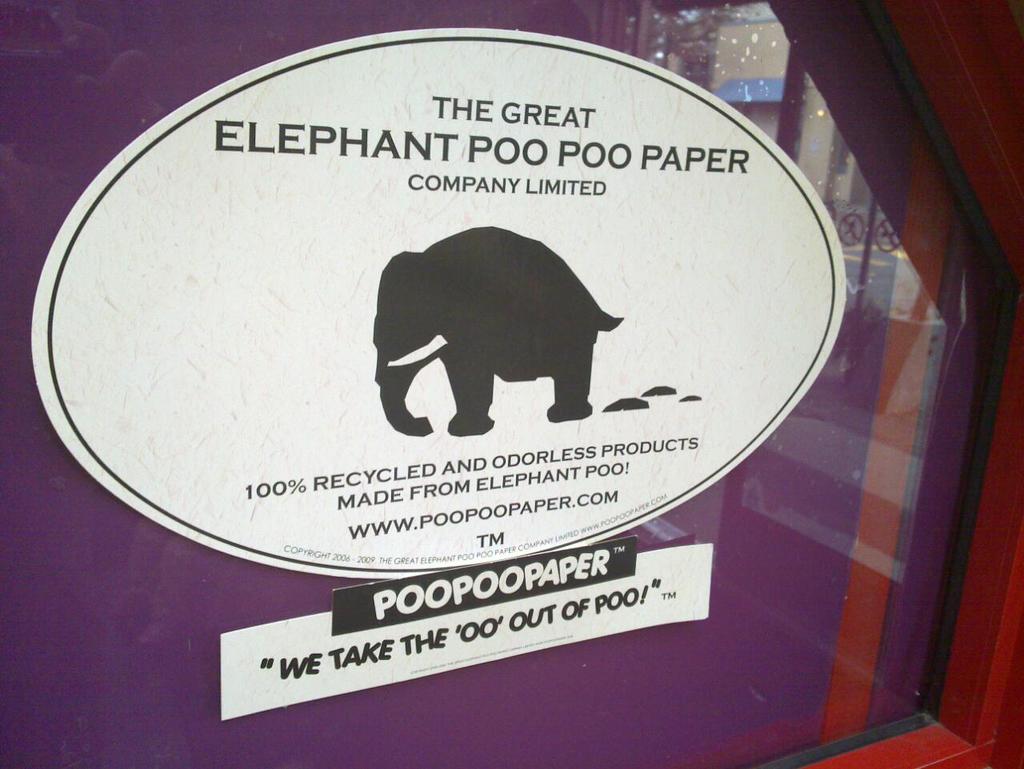 THE GREAT
ELEPHANT POO POO PAPER
COMPANY LIMITED
100% RECYCLED AND ODORLESS PRODUCTS
MADE FROM ELEPHANT POO!
WWW.POOPOOPAPER.COM
TM
COPYRIGHT 2006 - 2009. THE GREAT ELEPHANT POO POO PAPER COMPANY LIMITED WWW.POOPOOPAPER.COM
POOPOOPAPER™
"WE TAKE THE 'OO' OUT OF POO!"™